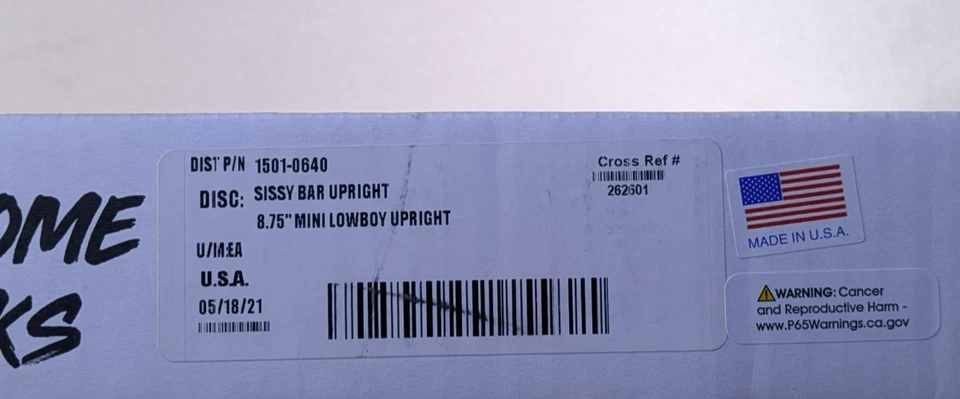 OME
KS
DIST P/N 1501-0640
DISC: SISSY BAR UPRIGHT
8.75" MINI LOWBOY UPRIGHT
U/M:EA
U.S.A.
05/18/21
Cross Ref #
262601
MADE IN U.S.A.
WARNING: Cancer
and Reproductive Harm -
www.P65Warnings.ca.gov